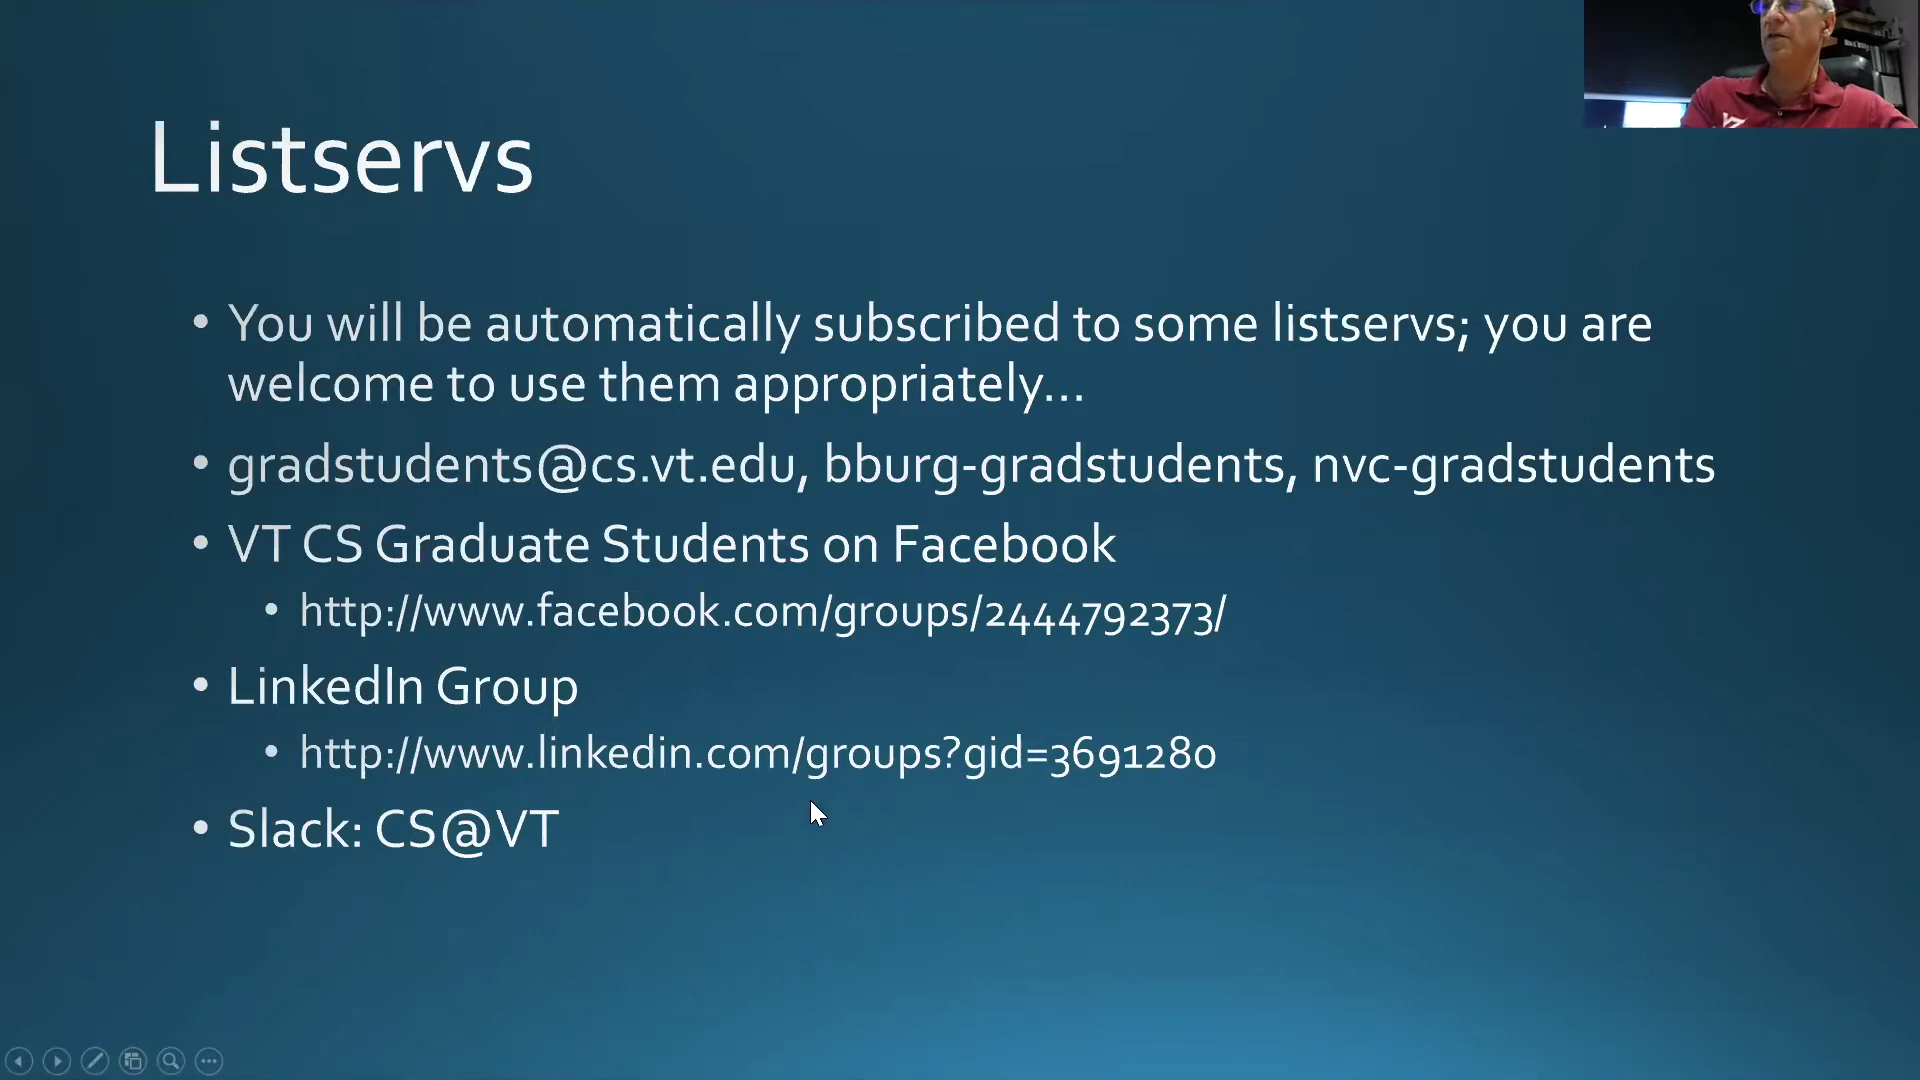 Listservs
• You will be automatically subscribed to some listservs; you are
welcome to use them appropriately...
• gradstudents@cs.vt.edu, bburg-gradstudents, nvc-gradstudents
• VT CS Graduate Students on Facebook
• http://www.facebook.com/groups/2444792373/
• LinkedIn Group
• http://www.linkedin.com/groups?gid=3691280
• Slack: CS@VT